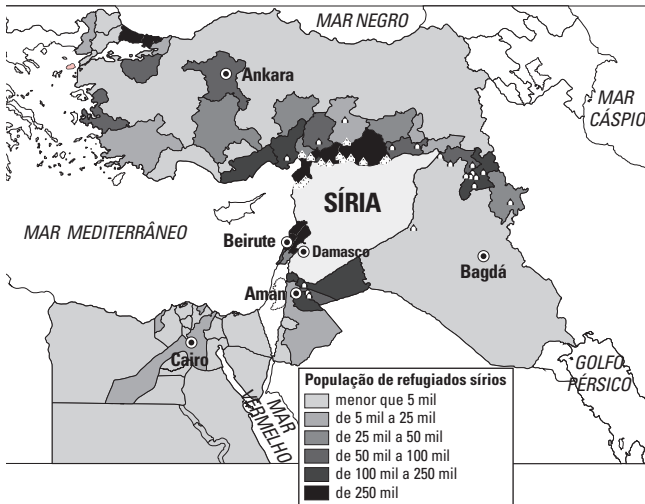 MAR NEGRO
Ankara
MAR
CÁSPIO
SÍRIA
MAR MEDITERRÂNEO
Beirute
Damasco
Bagdá
Amán
Cairo
GOLFO
PÉRSICO
MAR
VERMELHO
População de refugiados sírios
menor que 5 mil
de 5 mil a 25 mil
de 25 mil a 50 mil
de 50 mil a 100 mil
de 100 mil a 250 mil
de 250 mil